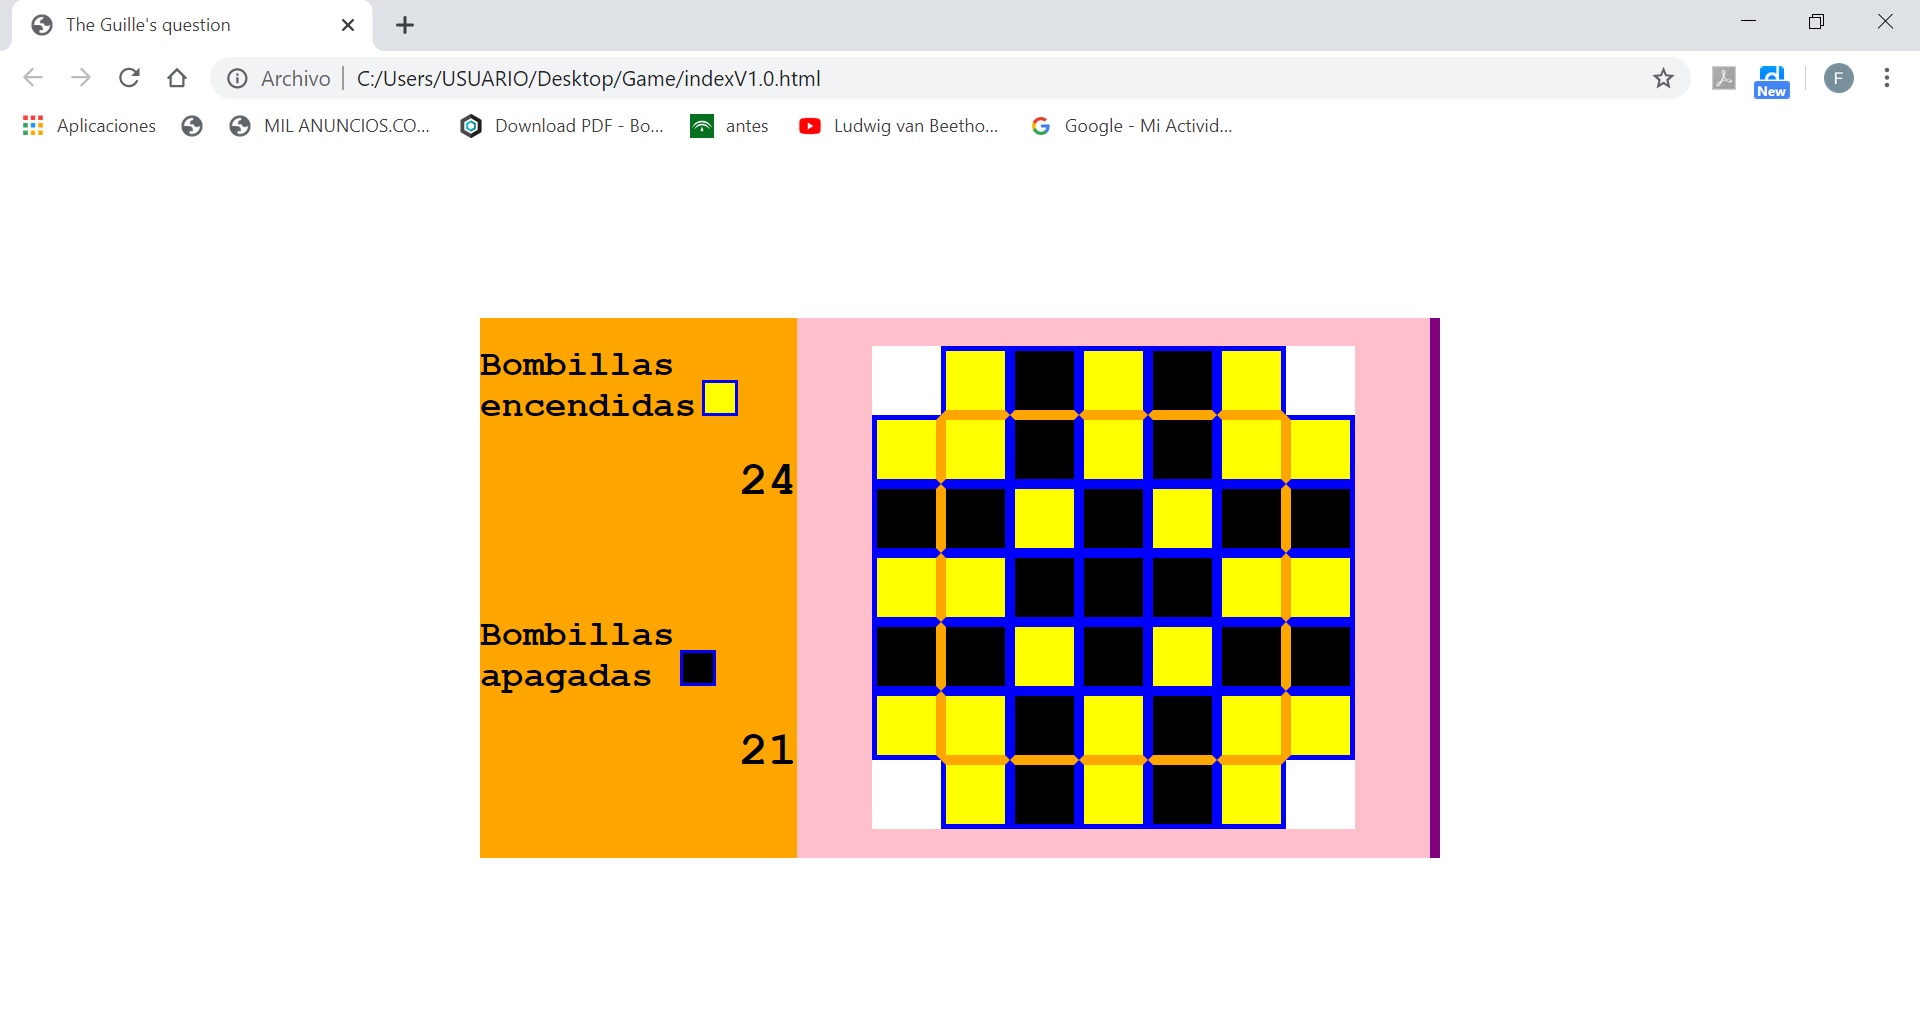 The Guille's question
Archivo | C:/Users/USUARIO/Desktop/Game/indexV1.0.html
New
F
Aplicaciones
MIL ANUNCIOS.CO...
Download PDF - Bo...
antes
Ludwig van Beetho...
Google - Mi Activid...
Bombillas
encendidas
24
Bombillas
apagadas
21